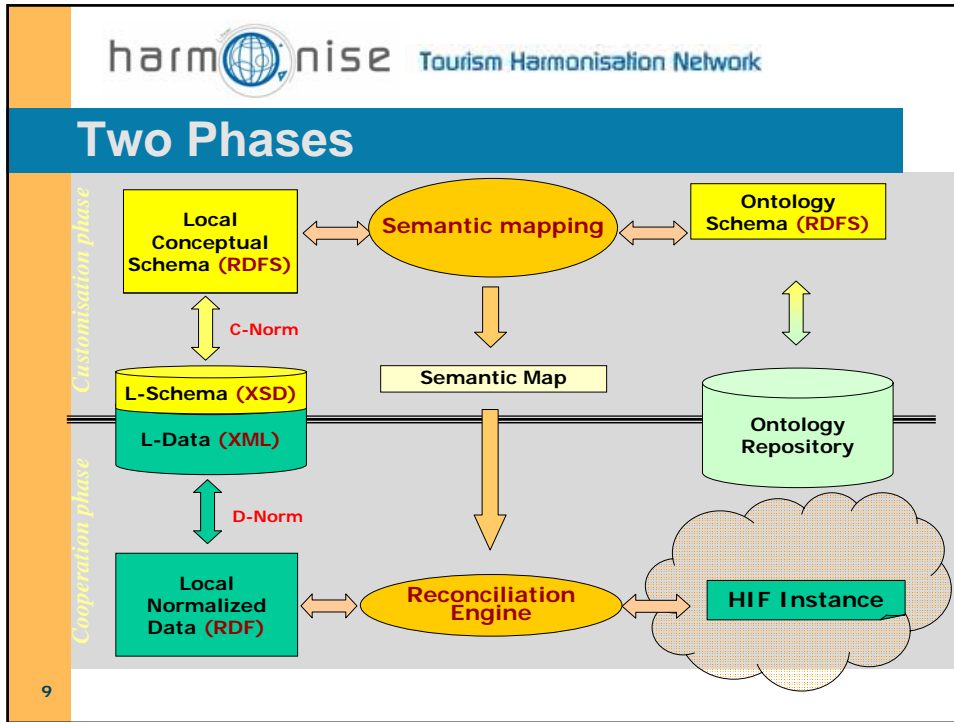 harmonise Tourism Harmonisation Network
Two Phases
Customisation phase
Local
Conceptual
Schema (RDFS)
Semantic mapping
Ontology
Schema (RDFS)
C-Norm
L-Schema (XSD)
L-Data (XML)
Semantic Map
Ontology
Repository
Cooperation phase
D-Norm
Local
Normalized
Data (RDF)
Reconciliation
Engine
HIF Instance
9